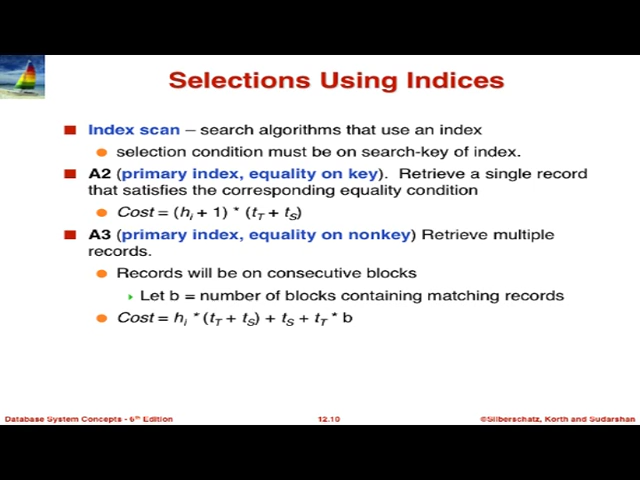 Selections Using Indices
Index scan – search algorithms that use an index
selection condition must be on search-key of index.
A2 (primary index, equality on key). Retrieve a single record
that satisfies the corresponding equality condition
Cost = (hi + 1) * (tT + tS)
A3 (primary index, equality on nonkey) Retrieve multiple
records.
Records will be on consecutive blocks
Let b = number of blocks containing matching records
Cost = hi * (tT + tS) + tS + tT * b
Database System Concepts - 6th Edition
12.10
©Silberschatz, Korth and Sudarshan